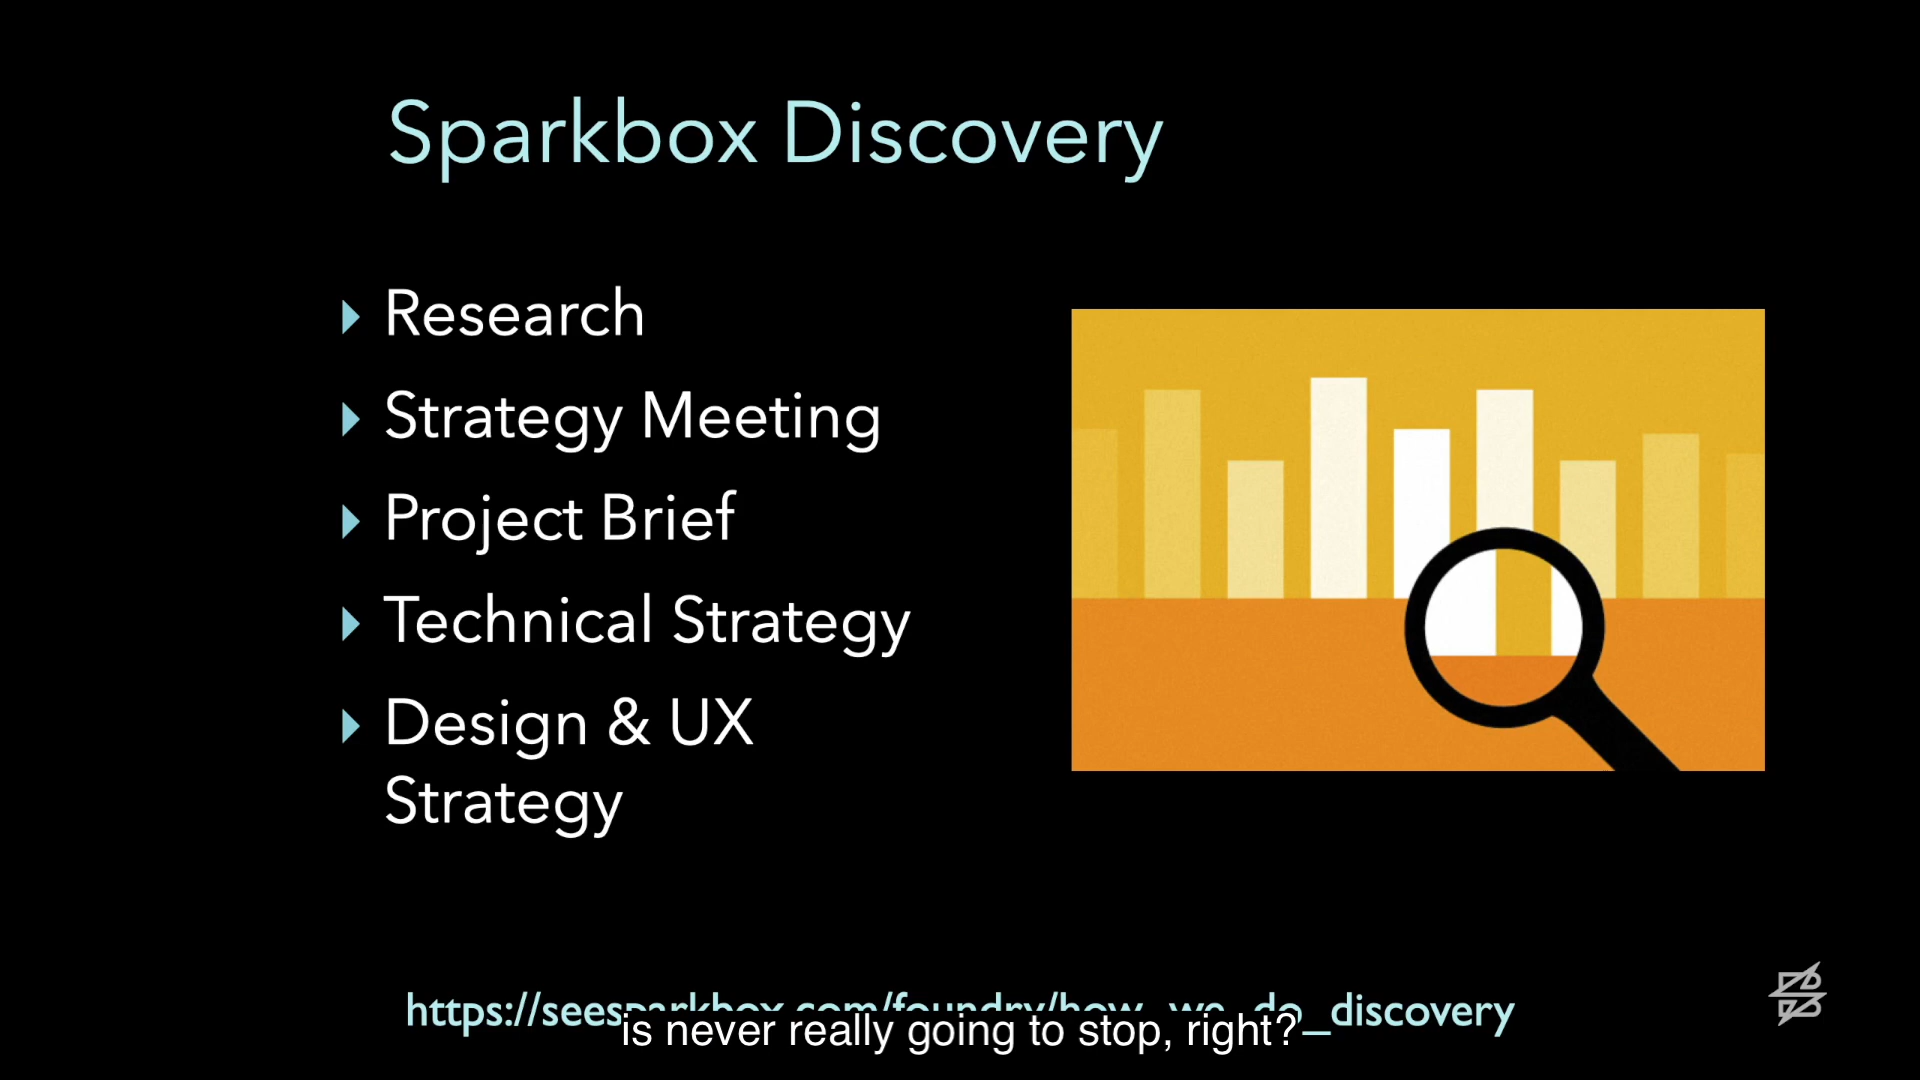 Sparkbox Discovery
Research
Strategy Meeting
Project Brief
Technical Strategy
Design & UX
Strategy
https://seesparkbox.com/foundry/how_we_do_discovery
is never really going to stop, right?